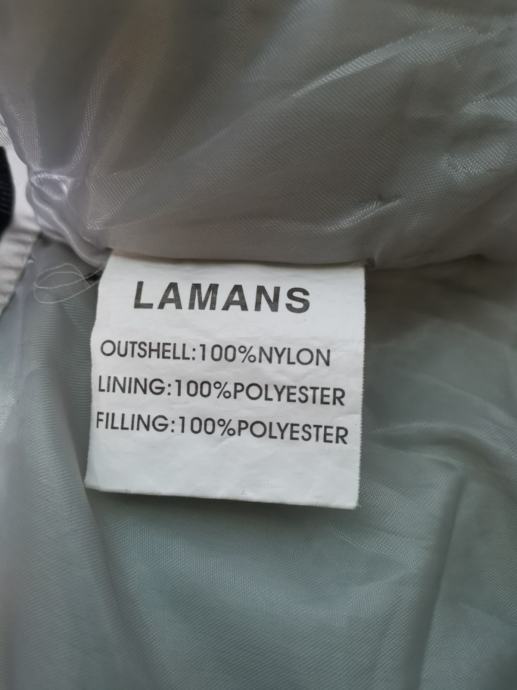 LAMANS
OUTSHELL:100%NYLON
LINING:100%POLYESTER
FILLING:100%POLYESTER